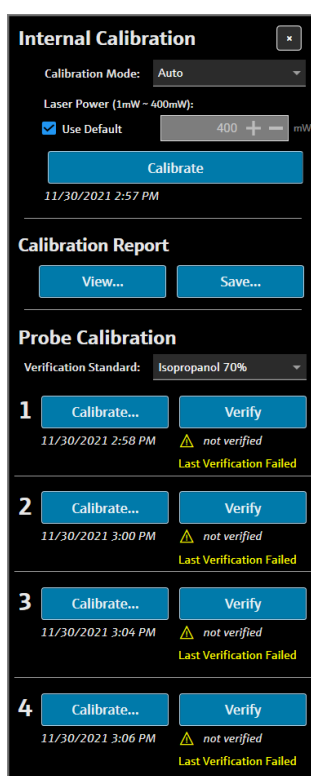 Internal Calibration
Calibration Mode: Auto
Laser Power (1mW ~ 400mW):
Use Default 400 mW
Calibrate
11/30/2021 2:57 PM
Calibration Report
View... Save...
Probe Calibration
Verification Standard: Isopropanol 70%
1 Calibrate... Verify
11/30/2021 2:58 PM not verified
Last Verification Failed
2 Calibrate... Verify
11/30/2021 3:00 PM not verified
Last Verification Failed
3 Calibrate... Verify
11/30/2021 3:04 PM not verified
Last Verification Failed
4 Calibrate... Verify
11/30/2021 3:06 PM not verified
Last Verification Failed